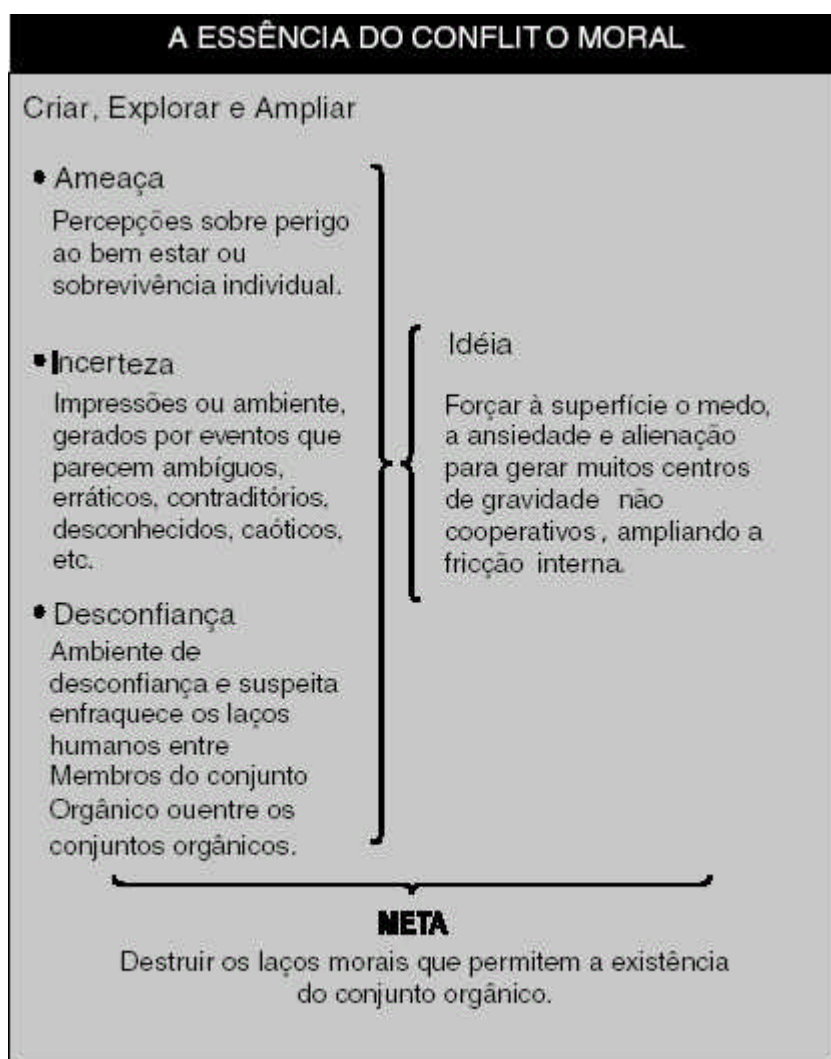 A ESSÊNCIA DO CONFLITO MORAL
Criar, Explorar e Ampliar
• Ameaça
Percepções sobre perigo
ao bem estar ou
sobrevivência individual.
• Incerteza
Impressões ou ambiente,
gerados por eventos que
parecem ambíguos,
erráticos, contraditórios,
desconhecidos, caóticos,
etc.
• Desconfiança
Ambiente de
desconfiança e suspeita
enfraquece os laços
humanos entre
Membros do conjunto
Orgânico ouentre os
conjuntos orgânicos.
Idéia
Forçar à superfície o medo,
a ansiedade e alienação
para gerar muitos centros
de gravidade não
cooperativos, ampliando a
fricção interna.
META
Destruir os laços morais que permitem a existência
do conjunto orgânico.